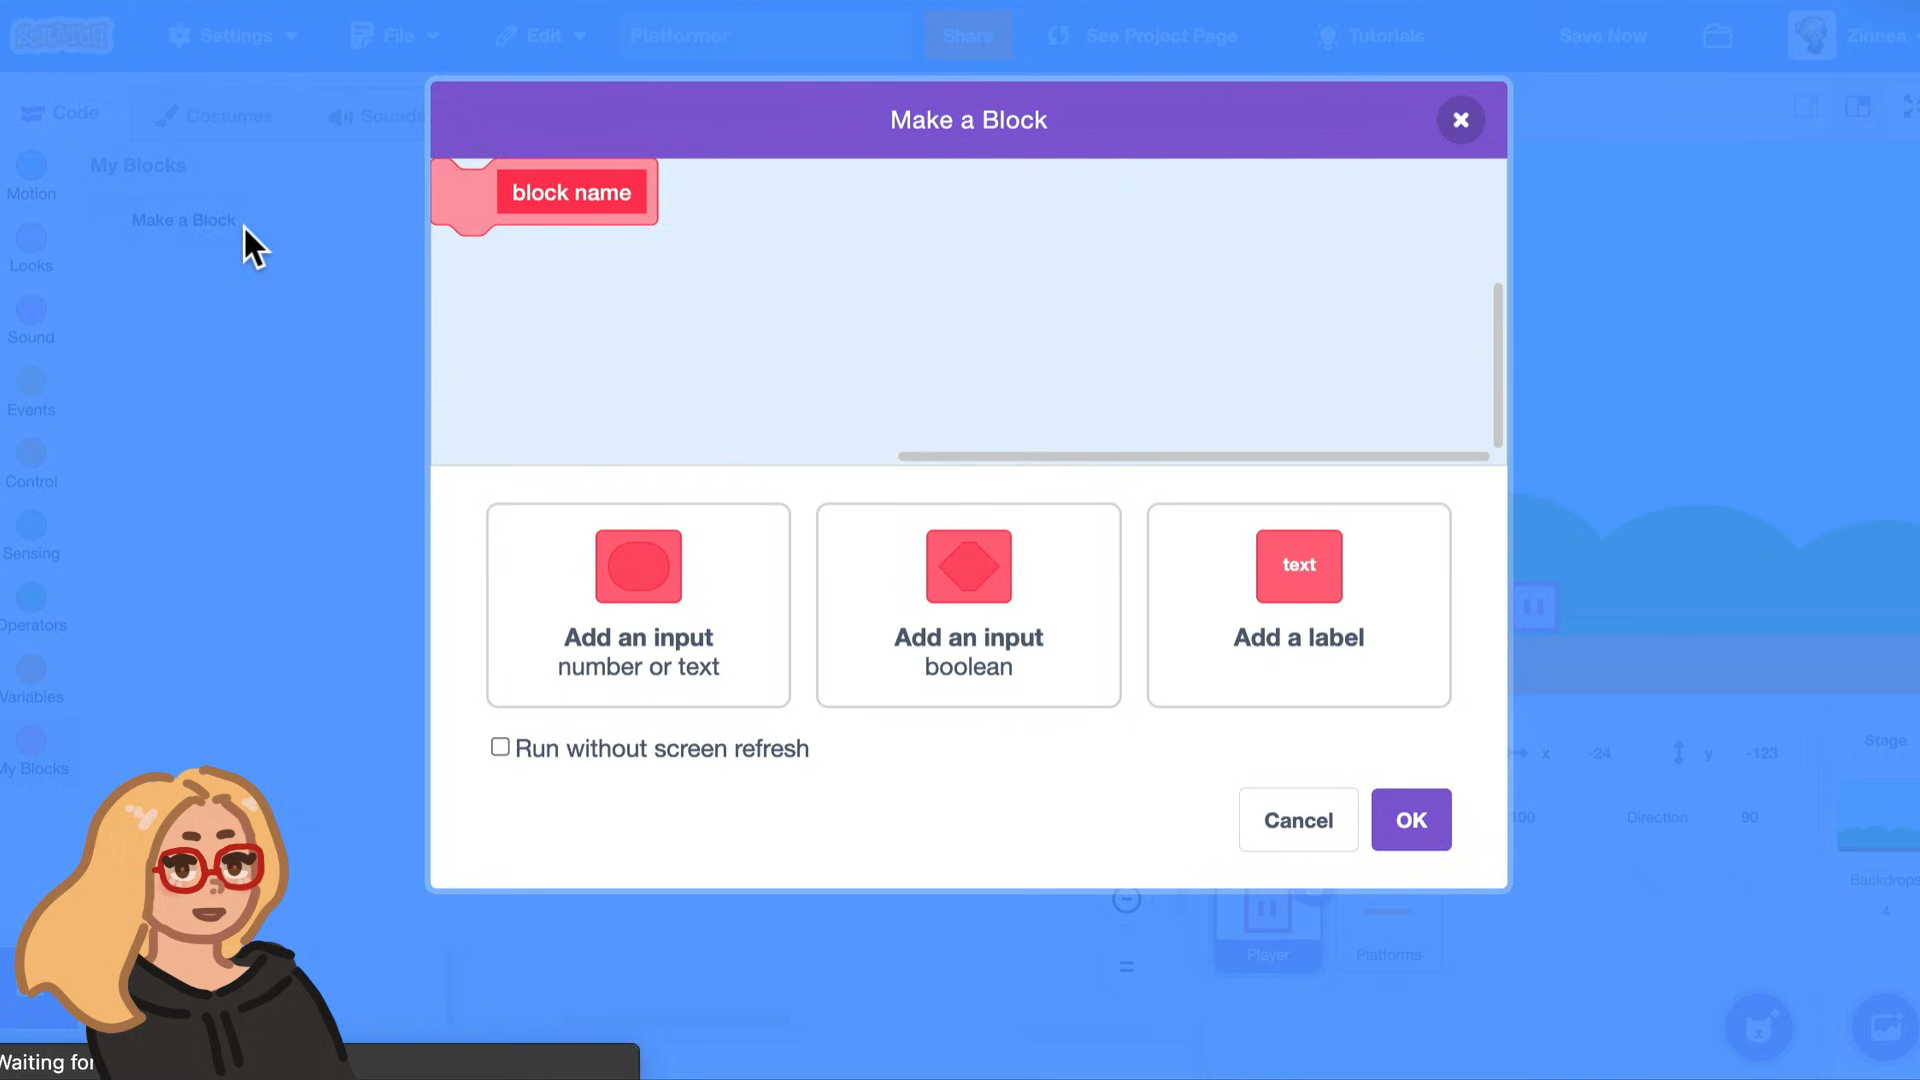 SCRATCH
Settings
File
Edit
Platformer
Share
See Project Page
Tutorials
Save Now
Zinnea
Code
Costumes
Sounds
Make a Block
My Blocks
Make a Block
block name
Motion
Looks
Sound
Events
Control
Sensing
Operators
Variables
My Blocks
text
Add an input
number or text
Add an input
boolean
Add a label
Run without screen refresh
Cancel
OK
x
-24
y
-123
Stage
100
Direction
90
Backdrops
4
Player
Platforms
Waiting for